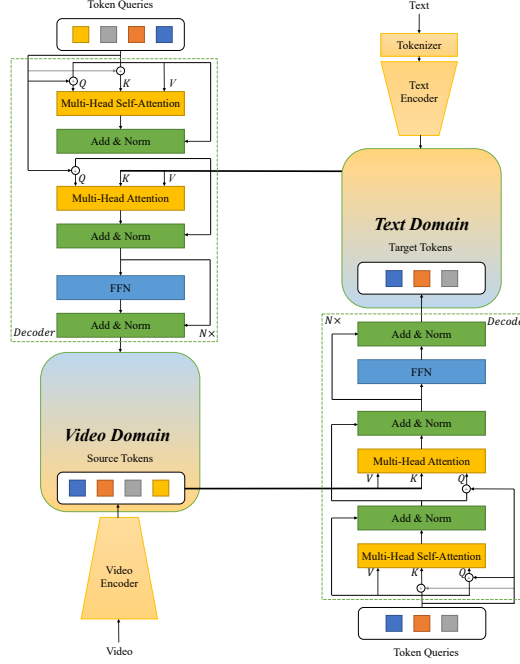 Token Queries
Q
K
V
Multi-Head Self-Attention
Add & Norm
Q
K
V
Multi-Head Attention
Add & Norm
FFN
Add & Norm
Decoder
N×
Video Domain
Source Tokens
Video
Encoder
Video
Text
Tokenizer
Text
Encoder
Text Domain
Target Tokens
N×
Decode
Add & Norm
FFN
Add & Norm
Multi-Head Attention
V
K
Q
Add & Norm
Multi-Head Self-Attention
V
K
Q
Token Queries